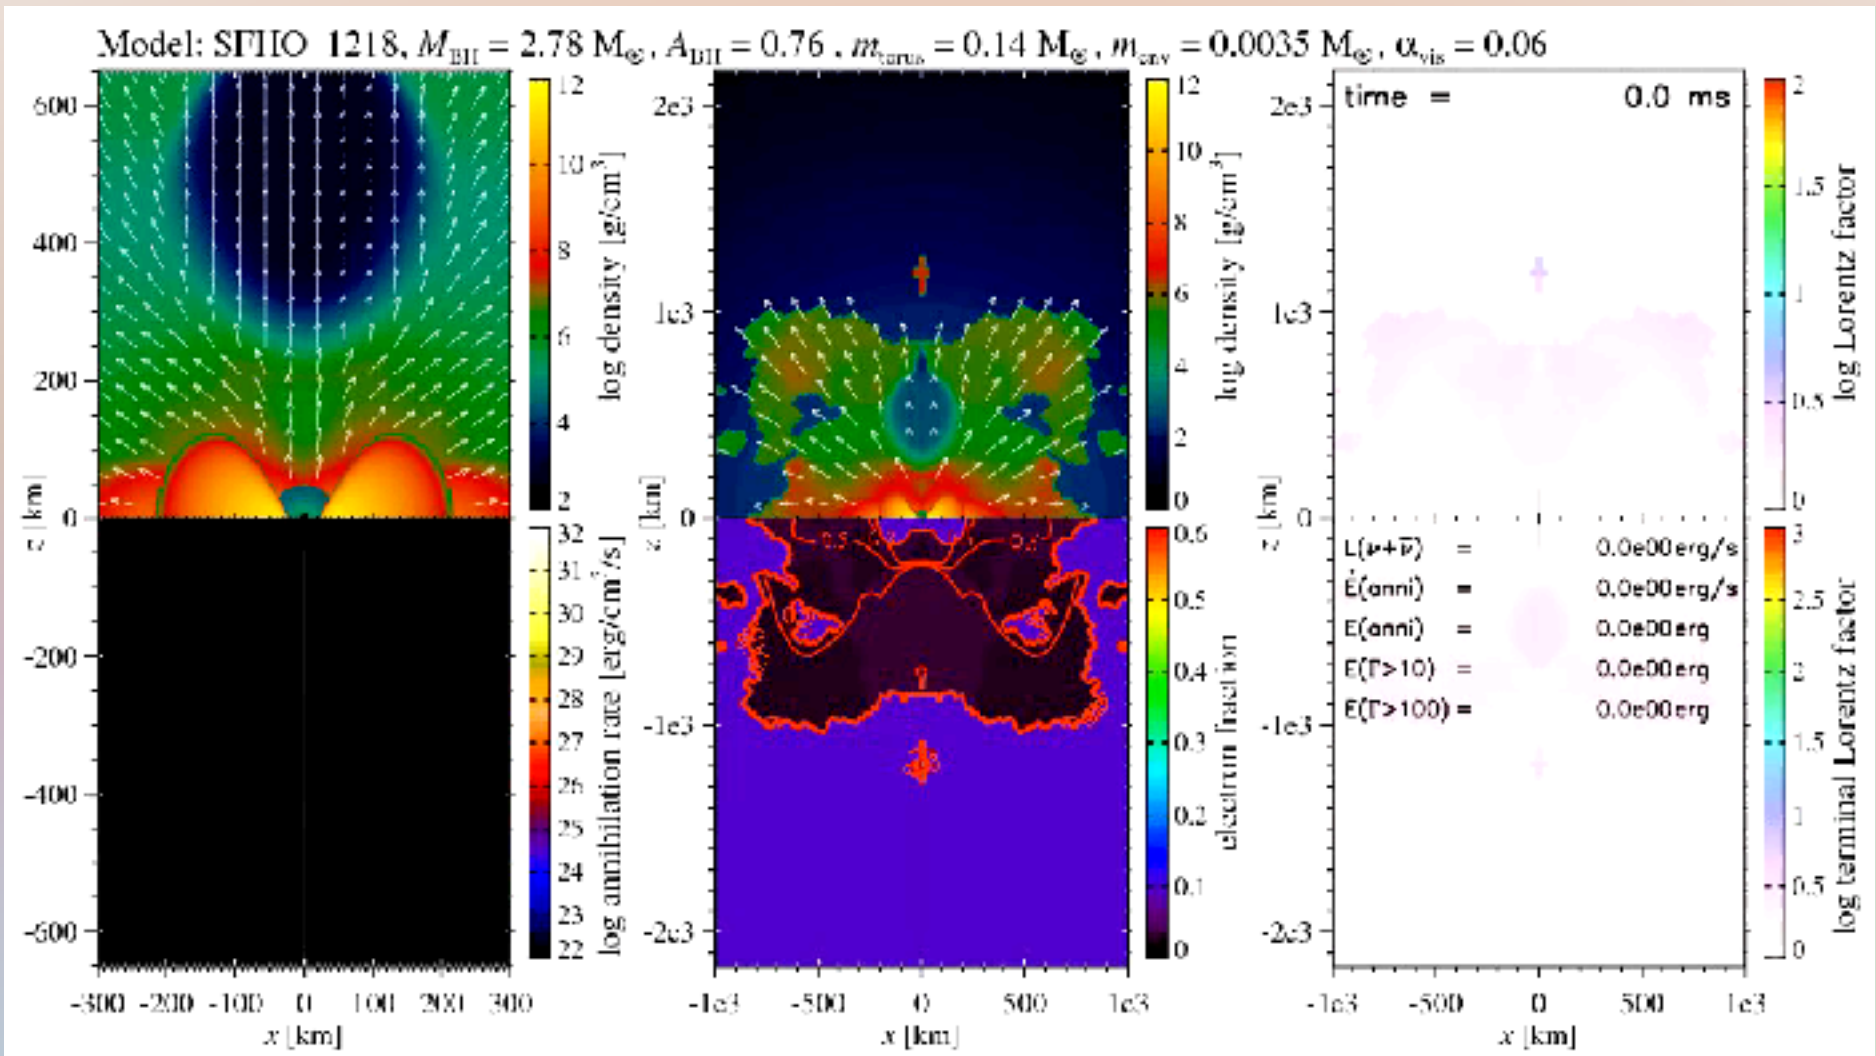 Model: SFHO_1218, M_BH = 2.78 M⊙, A_BH = 0.76, m_torus = 0.14 M⊙, m_env = 0.0035 M⊙, α_vis = 0.06
600
400
200
0
-200
-400
-600
z [km]
-300 -200 -100 0 100 200 300
x [km]
12
10
8
6
4
2
log density [g/cm³]
32
31
30
29
28
27
26
25
24
23
22
log annihilation rate [erg/cm³/s]
2e3
1e3
0
-1e3
-2e3
z [km]
-1e3 -500 0 500 1e3
x [km]
12
10
8
6
4
2
0
log density [g/cm³]
0.6
0.5
0.4
0.3
0.2
0.1
0
electron fraction
2e3
1e3
0
-1e3
-2e3
z [km]
time = 0.0 ms
L(ν+ν̄) = 0.0e00erg/s
Ė(anni) = 0.0e00erg/s
E(anni) = 0.0e00erg
E(Γ>10) = 0.0e00erg
E(Γ>100) = 0.0e00erg
-1e3 -500 0 500 1e3
x [km]
2
1.5
1
0.5
0
log Lorentz factor
3
2.5
2
1.5
1
0.5
0
log terminal Lorentz factor